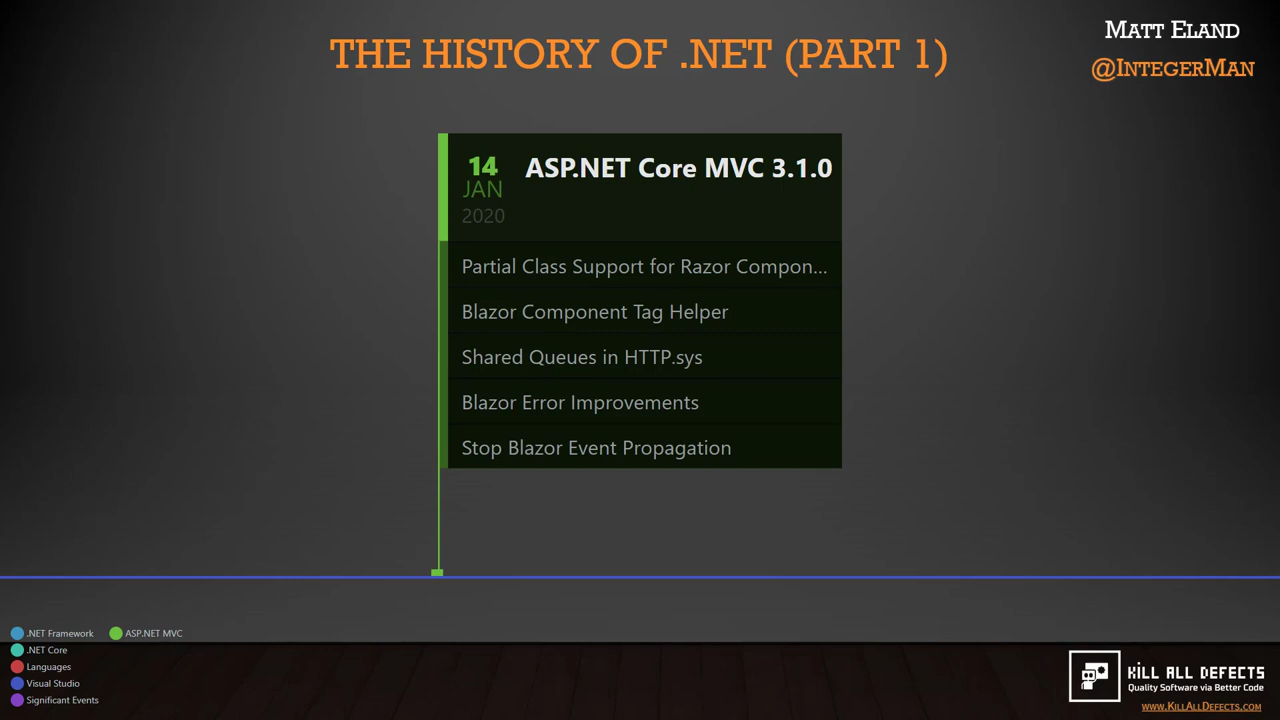 THE HISTORY OF .NET (PART 1)
MATT ELAND
@INTEGERMAN
14
JAN
2020
ASP.NET Core MVC 3.1.0
Partial Class Support for Razor Compon...
Blazor Component Tag Helper
Shared Queues in HTTP.sys
Blazor Error Improvements
Stop Blazor Event Propagation
.NET Framework
ASP.NET MVC
.NET Core
Languages
Visual Studio
Significant Events
KILL ALL DEFECTS
Quality Software via Better Code
WWW.KILLALLDEFECTS.COM